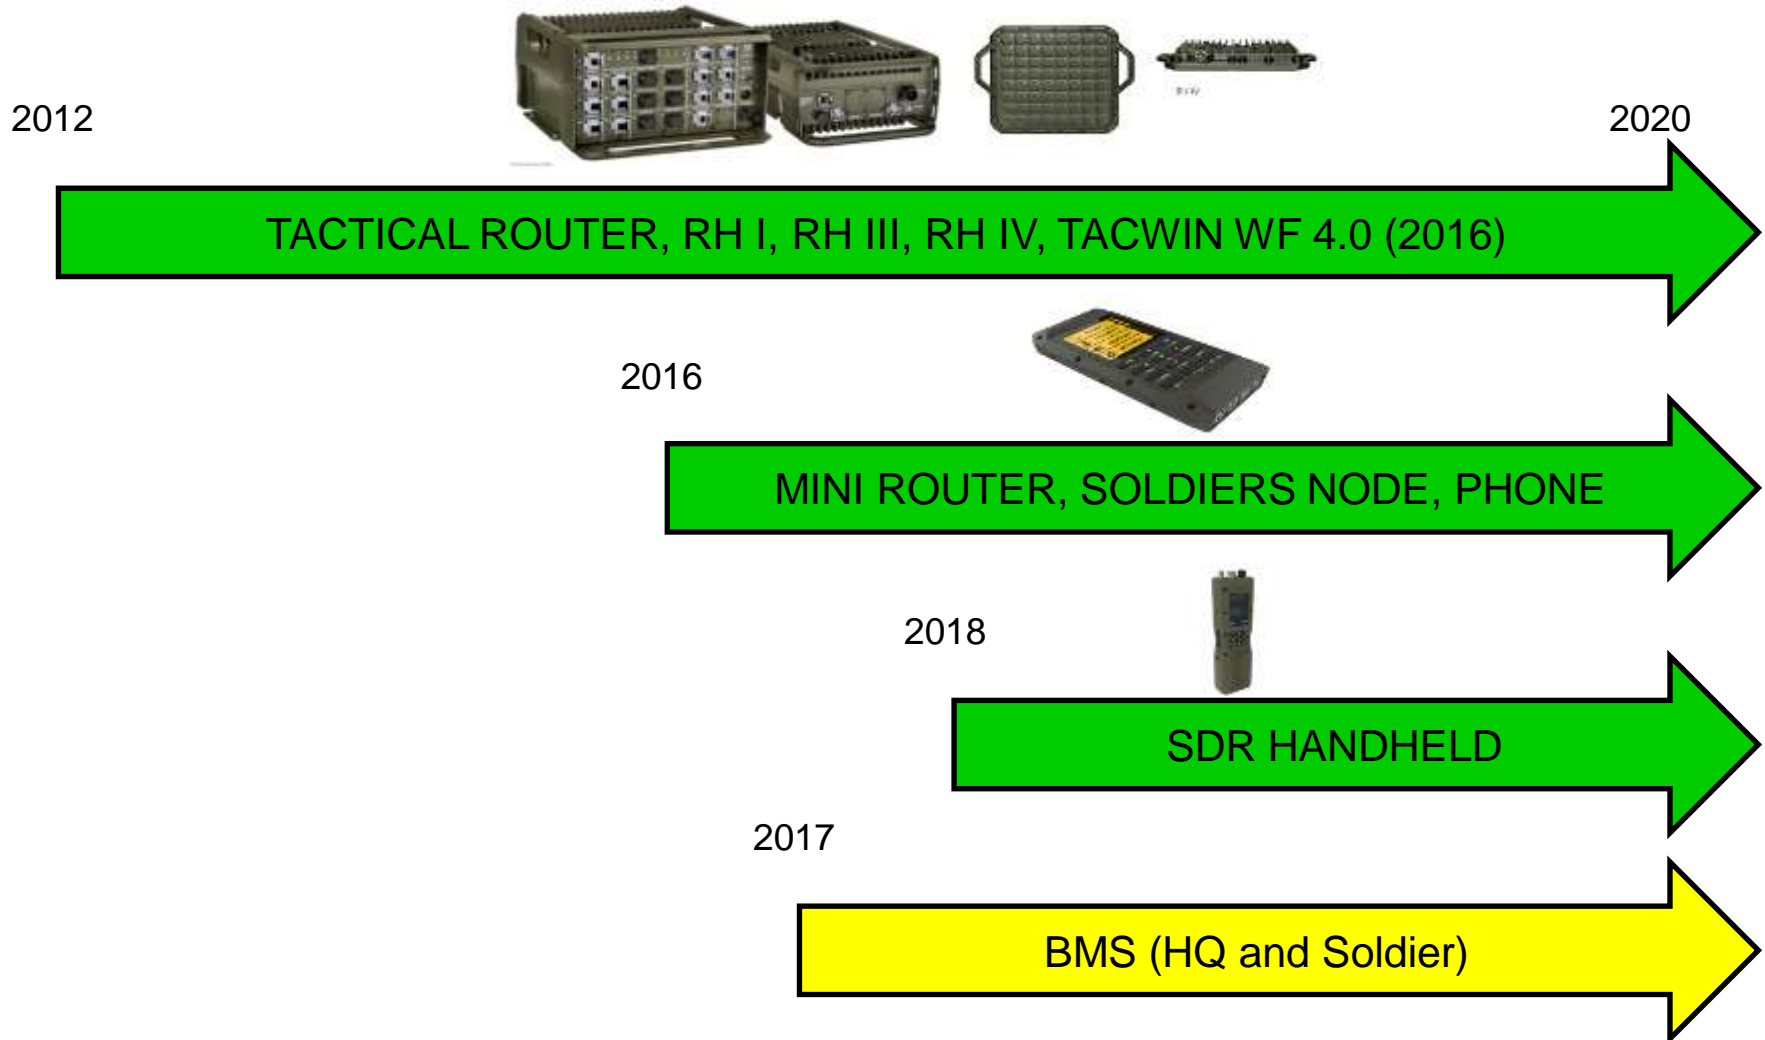 2012
2020
TACTICAL ROUTER, RH I, RH III, RH IV, TACWIN WF 4.0 (2016)
2016
MINI ROUTER, SOLDIERS NODE, PHONE
2018
SDR HANDHELD
2017
BMS (HQ and Soldier)